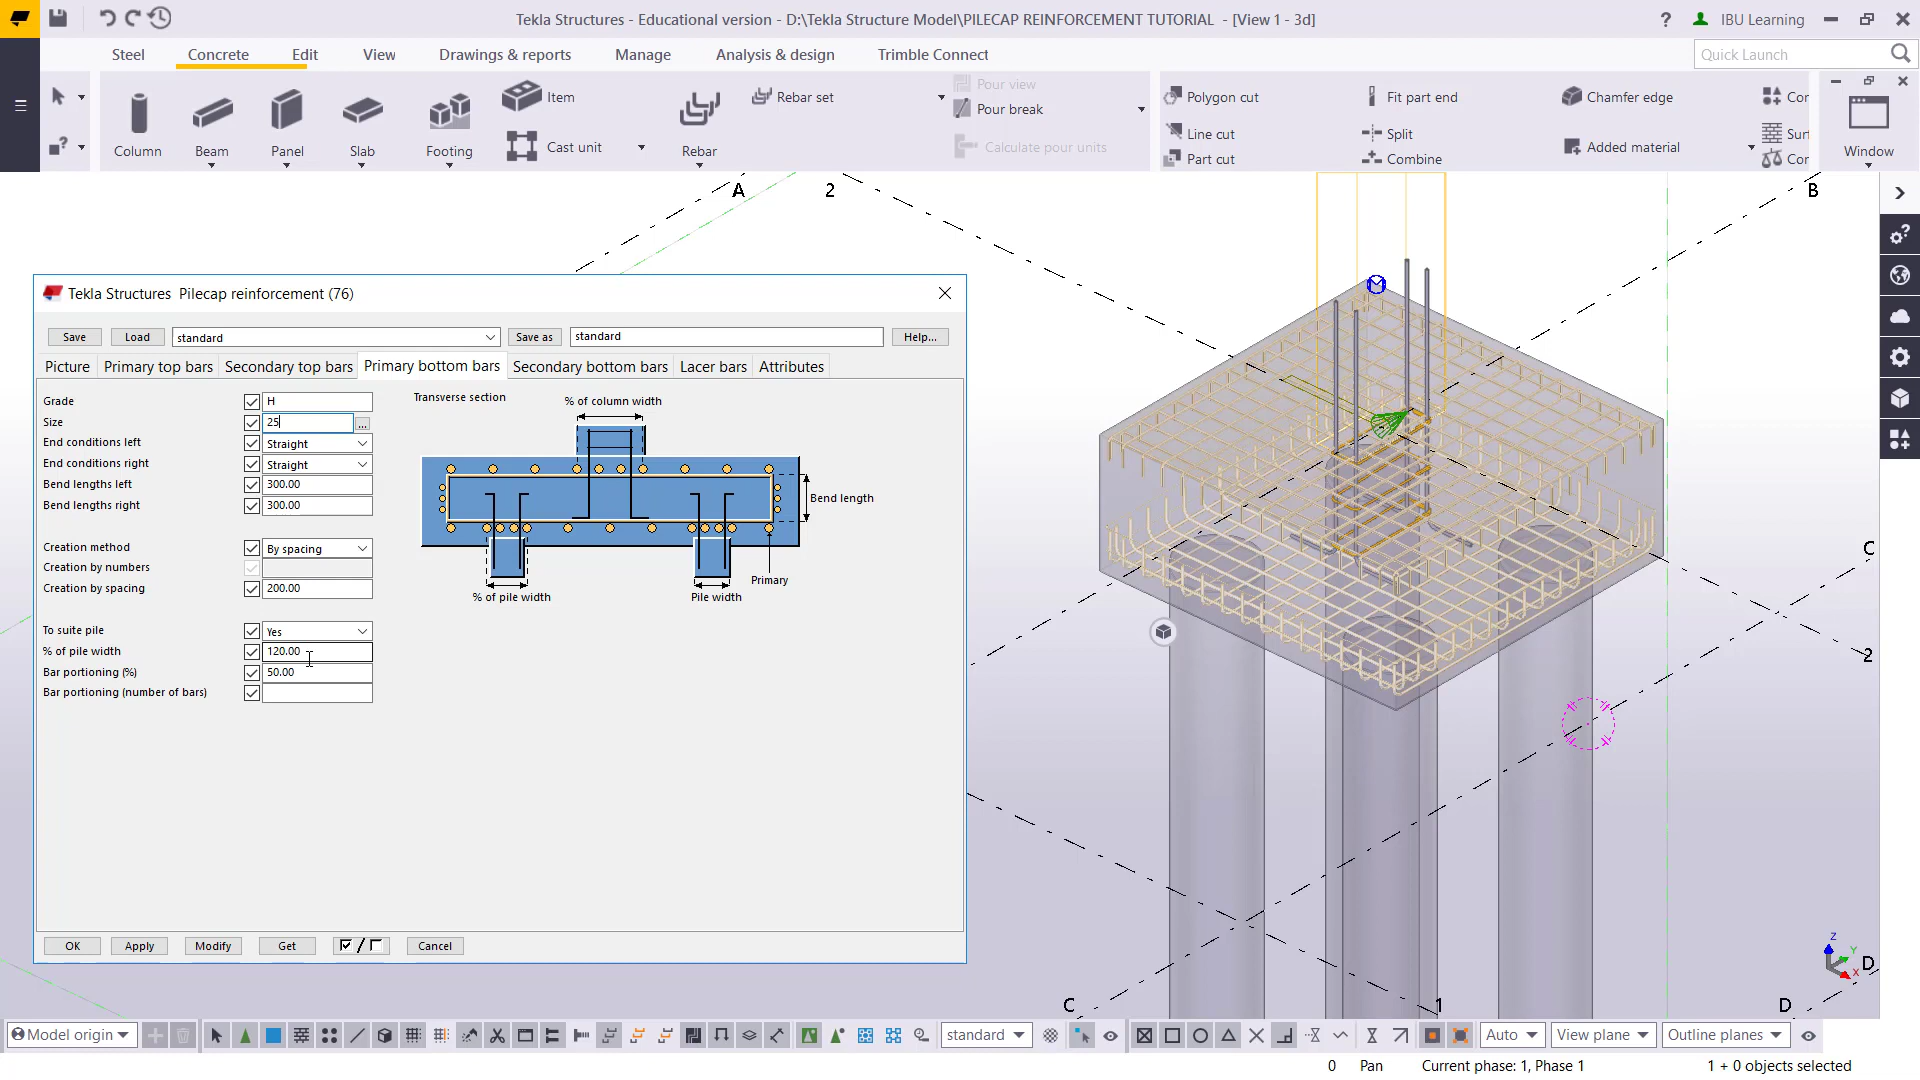 Tekla Structures - Educational version - D:\Tekla Structure Model\PILECAP REINFORCEMENT TUTORIAL - [View 1 - 3d]
? IBU Learning
Steel Concrete Edit View Drawings & reports Manage Analysis & design Trimble Connect
Quick Launch
Column Beam Panel Slab Footing Item Cast unit Rebar Rebar set
Pour view
Pour break
Calculate pour units
Polygon cut Fit part end Chamfer edge Cor
Line cut Split Added material Surf
Part cut Combine Cor
Window
A 2 B
C
2
C 1 D D
Z Y X
Tekla Structures Pilecap reinforcement (76)
Save Load standard Save as standard Help...
Picture Primary top bars Secondary top bars Primary bottom bars Secondary bottom bars Lacer bars Attributes
Grade H
Size 25 ...
End conditions left Straight
End conditions right Straight
Bend lengths left 300.00
Bend lengths right 300.00
Creation method By spacing
Creation by numbers
Creation by spacing 200.00
To suite pile Yes
% of pile width 120.00
Bar portioning (%) 50.00
Bar portioning (number of bars)
Transverse section % of column width
Bend length
Primary
% of pile width Pile width
OK Apply Modify Get / Cancel
Model origin standard Auto View plane Outline planes
0 Pan Current phase: 1, Phase 1 1 + 0 objects selected